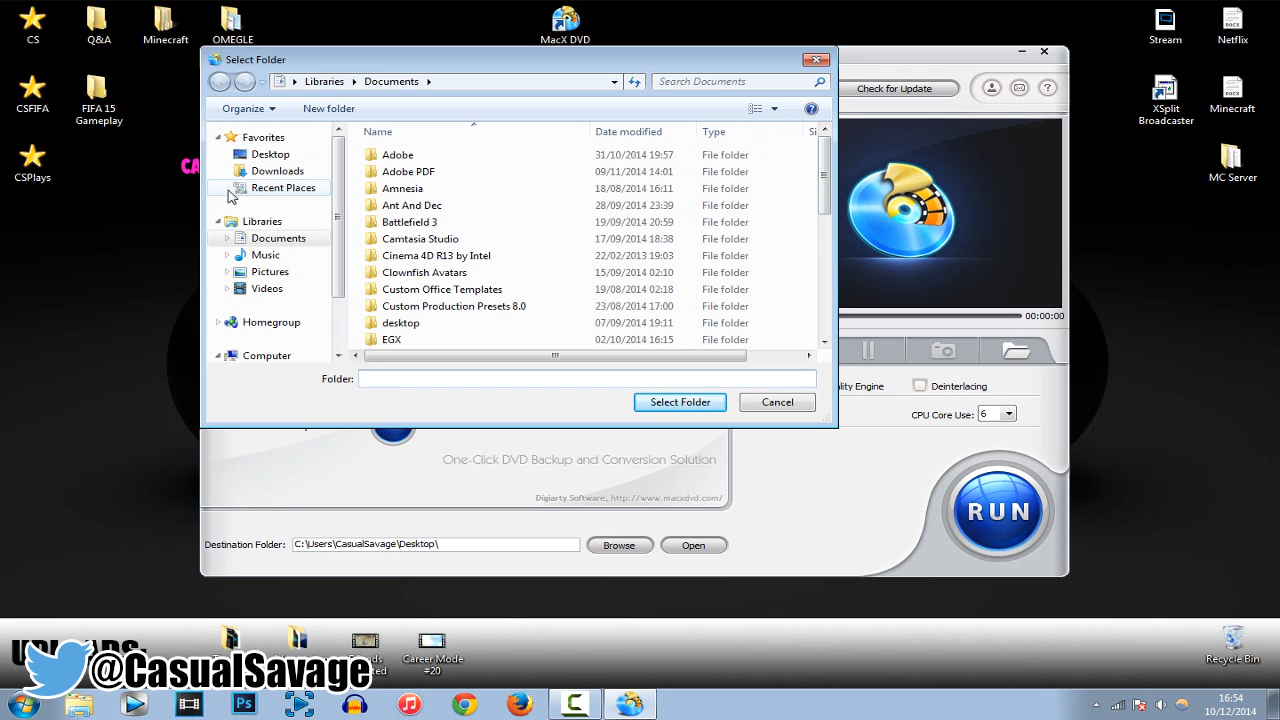 CS
Q&A
Minecraft
OMEGLE
MacX DVD
Stream
Netflix
CSFIFA
FIFA 15
Gameplay
XSplit
Broadcaster
Minecraft
CSPlays
MC Server
Select Folder
Libraries
Documents
Search Documents
Organize
New folder
Favorites
Desktop
Downloads
Recent Places
Libraries
Documents
Music
Pictures
Videos
Homegroup
Computer
Name
Date modified
Type
Adobe
31/10/2014 19:57
File folder
Adobe PDF
09/11/2014 14:01
File folder
Amnesia
18/08/2014 16:11
File folder
Ant And Dec
28/09/2014 23:39
File folder
Battlefield 3
19/09/2014 20:59
File folder
Camtasia Studio
17/09/2014 18:38
File folder
Cinema 4D R13 by Intel
22/02/2013 19:03
File folder
Clownfish Avatars
15/09/2014 02:10
File folder
Custom Office Templates
19/08/2014 02:18
File folder
Custom Production Presets 8.0
23/08/2014 17:00
File folder
desktop
07/09/2014 19:11
File folder
EGX
02/10/2014 16:15
File folder
Folder:
Select Folder
Cancel
Check for Update
00:00:00
Deinterlacing
CPU Core Use: 6
One-Click DVD Backup and Conversion Solution
Digiarty Software, http://www.macxdvd.com/
RUN
Destination Folder:
C:\Users\CasualSavage\Desktop\
Browse
Open
Career Mode
#20
Recycle Bin
@CasualSavage
Ps
16:54
10/12/2014